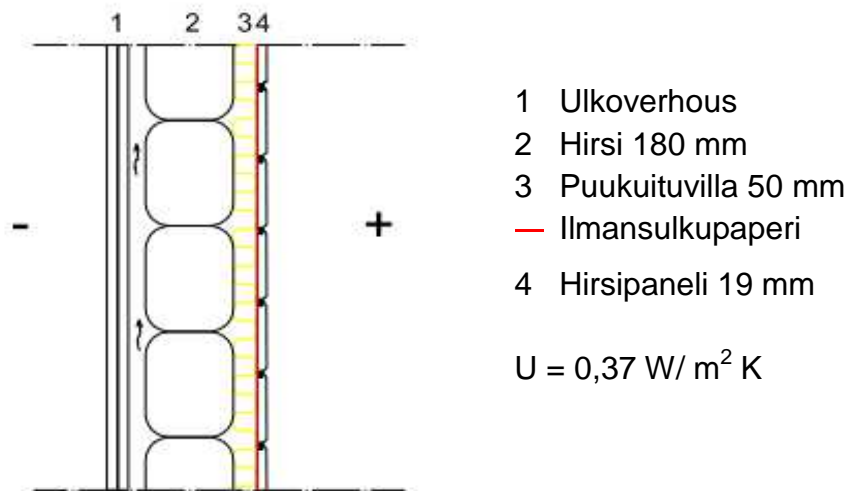 1 2 3 4
- +
1 Ulkoverhous
2 Hirsi 180 mm
3 Puukuituvilla 50 mm
— Ilmansulkupaperi
4 Hirsipaneli 19 mm
U = 0,37 W/ m² K